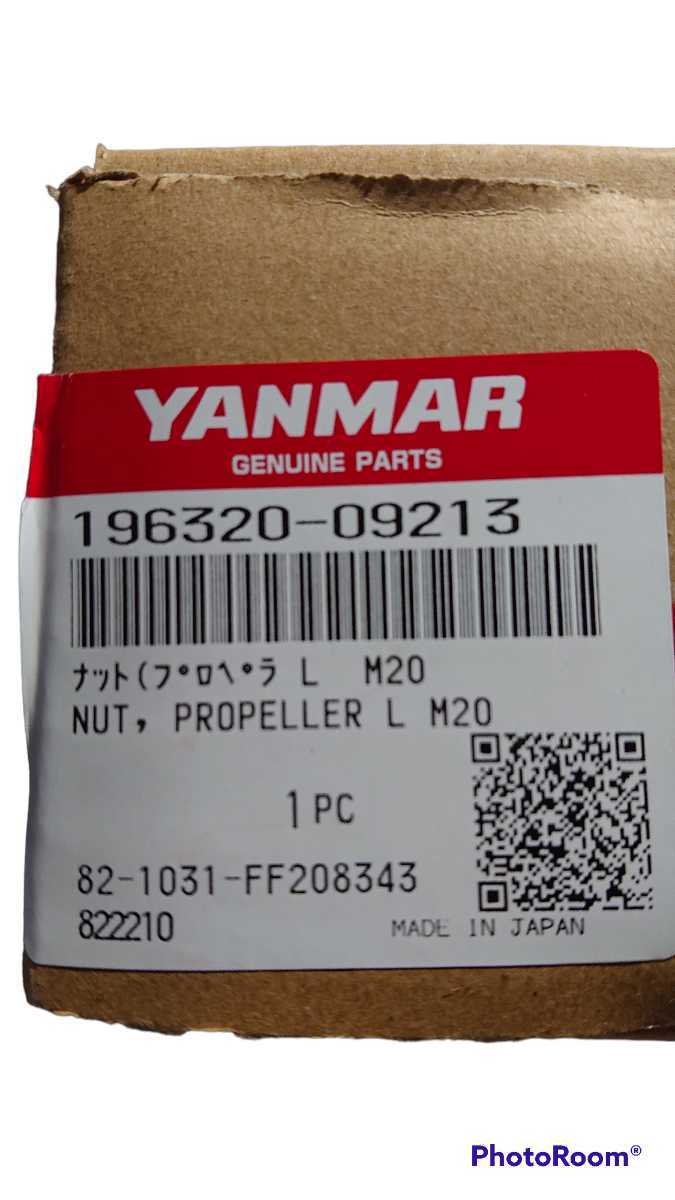 YANMAR
GENUINE PARTS
196320-09213
ﾅｯﾄ(ﾌﾟﾛﾍﾟﾗ L  M20
NUT, PROPELLER L M20
1PC
82-1031-FF208343
822210
MADE IN JAPAN
PhotoRoom®